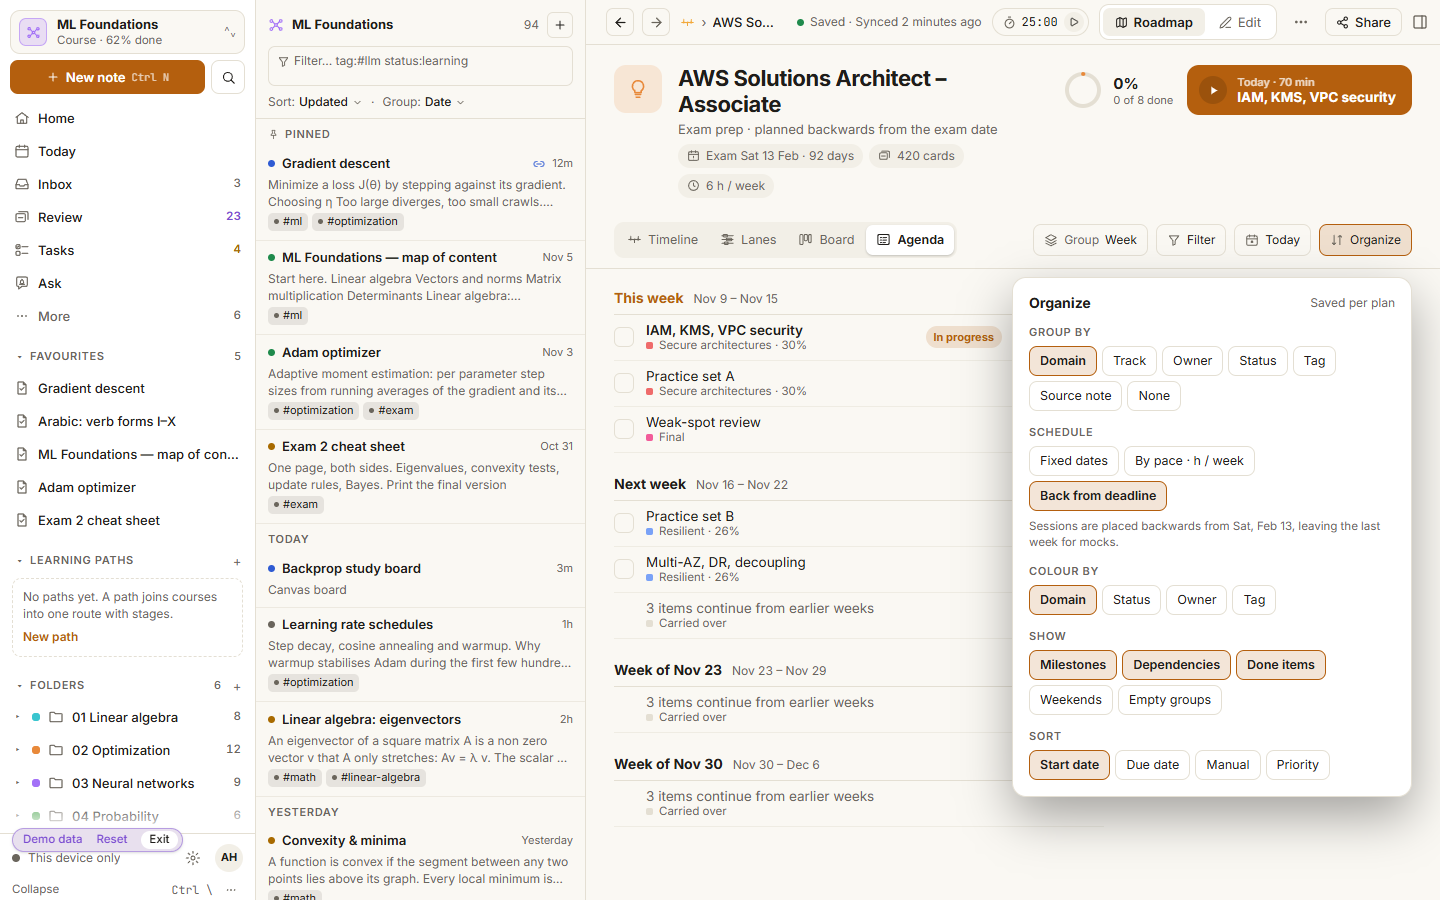 ML Foundations
Course · 62% done
New note Ctrl N
Home
Today
Inbox 3
Review 23
Tasks 4
Ask
More 6
FAVOURITES 5
Gradient descent
Arabic: verb forms I–X
ML Foundations — map of con...
Adam optimizer
Exam 2 cheat sheet
LEARNING PATHS +
No paths yet. A path joins courses
into one route with stages.
New path
FOLDERS 6 +
01 Linear algebra 8
02 Optimization 12
03 Neural networks 9
04 Probability 6
Demo data Reset Exit
This device only AH
Collapse Ctrl \ ···
ML Foundations 94 +
Filter... tag:#llm status:learning
Sort: Updated · Group: Date
PINNED
Gradient descent 12m
Minimize a loss J(θ) by stepping against its gradient.
Choosing η Too large diverges, too small crawls....
#ml #optimization
ML Foundations — map of content Nov 5
Start here. Linear algebra Vectors and norms Matrix
multiplication Determinants Linear algebra:...
#ml
Adam optimizer Nov 3
Adaptive moment estimation: per parameter step
sizes from running averages of the gradient and its...
#optimization #exam
Exam 2 cheat sheet Oct 31
One page, both sides. Eigenvalues, convexity tests,
update rules, Bayes. Print the final version
#exam
TODAY
Backprop study board 3m
Canvas board
Learning rate schedules 1h
Step decay, cosine annealing and warmup. Why
warmup stabilises Adam during the first few hundre...
#optimization
Linear algebra: eigenvectors 2h
An eigenvector of a square matrix A is a non zero
vector v that A only stretches: Av = λ v. The scalar ...
#math #linear-algebra
YESTERDAY
Convexity & minima Yesterday
A function is convex if the segment between any two
points lies above its graph. Every local minimum is...
#math
AWS So... Saved · Synced 2 minutes ago 25:00 Roadmap Edit ··· Share
AWS Solutions Architect –
Associate
Exam prep · planned backwards from the exam date
Exam Sat 13 Feb · 92 days 420 cards
6 h / week
0%
0 of 8 done
Today · 70 min
IAM, KMS, VPC security
Timeline Lanes Board Agenda
Group Week Filter Today Organize
This week Nov 9 – Nov 15
IAM, KMS, VPC security In progress
Secure architectures · 30%
Practice set A
Secure architectures · 30%
Weak-spot review
Final
Next week Nov 16 – Nov 22
Practice set B
Resilient · 26%
Multi-AZ, DR, decoupling
Resilient · 26%
3 items continue from earlier weeks
Carried over
Week of Nov 23 Nov 23 – Nov 29
3 items continue from earlier weeks
Carried over
Week of Nov 30 Nov 30 – Dec 6
3 items continue from earlier weeks
Carried over
Organize Saved per plan
GROUP BY
Domain Track Owner Status Tag
Source note None
SCHEDULE
Fixed dates By pace · h / week
Back from deadline
Sessions are placed backwards from Sat, Feb 13, leaving the last
week for mocks.
COLOUR BY
Domain Status Owner Tag
SHOW
Milestones Dependencies Done items
Weekends Empty groups
SORT
Start date Due date Manual Priority